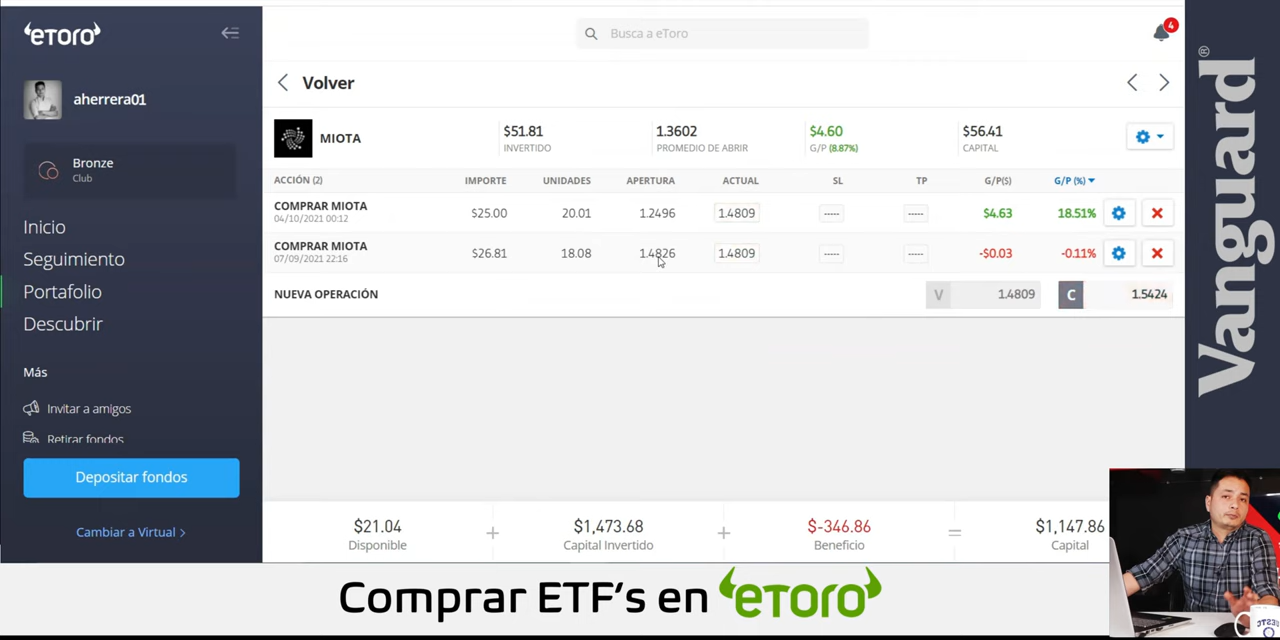 eToro
Busca a eToro
4
aherrera01
Volver
Bronze
Club
MIOTA
$51.81
INVERTIDO
1.3602
PROMEDIO DE ABRIR
$4.60
G/P (8.87%)
$56.41
CAPITAL
ACCIÓN (2) IMPORTE UNIDADES APERTURA ACTUAL SL TP G/P($) G/P (%)
COMPRAR MIOTA
04/10/2021 00:12
$25.00 20.01 1.2496 1.4809 ----- ----- $4.63 18.51%
COMPRAR MIOTA
07/09/2021 22:16
$26.81 18.08 1.4826 1.4809 ----- ----- -$0.03 -0.11%
NUEVA OPERACIÓN V 1.4809 C 1.5424
Inicio
Seguimiento
Portafolio
Descubrir
Más
Invitar a amigos
Retirar fondos
Depositar fondos
Cambiar a Virtual >
$21.04
Disponible
+
$1,473.68
Capital Invertido
+
$-346.86
Beneficio
=
$1,147.86
Capital
Vanguard®
Comprar ETF's en eToro